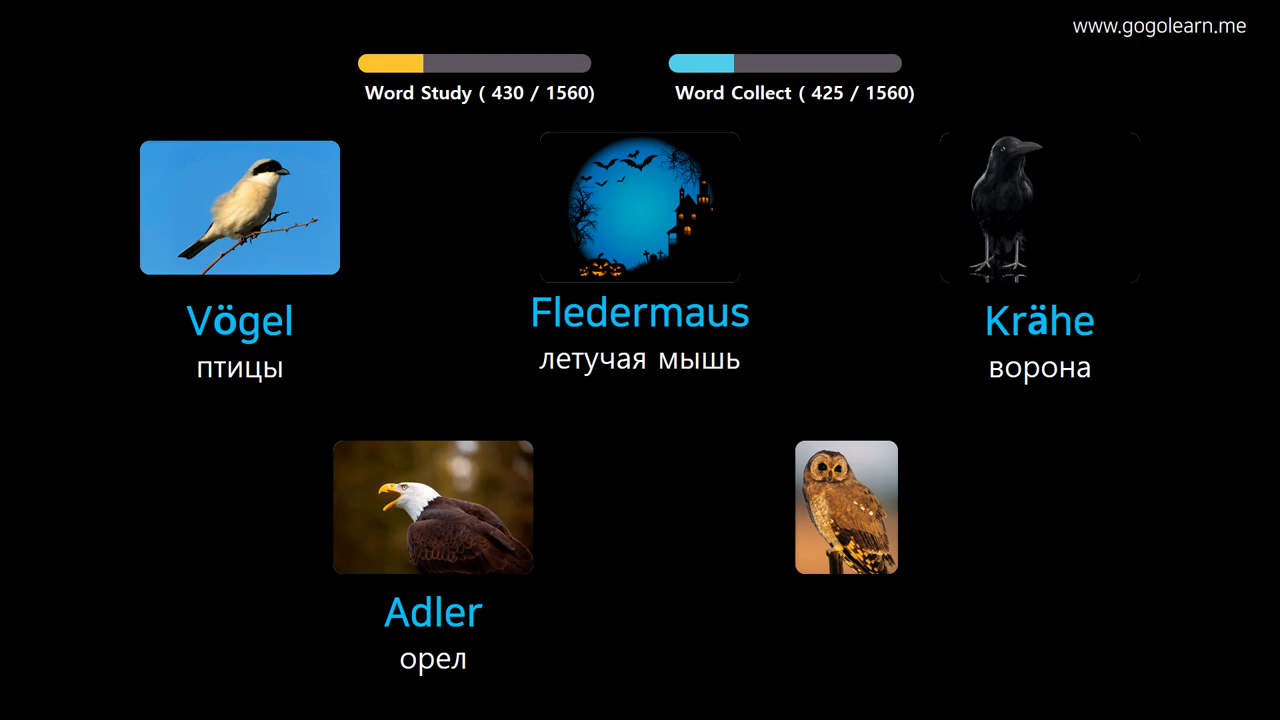 www.gogolearn.me
Word Study ( 430 / 1560)
Word Collect ( 425 / 1560)
Vögel
птицы
Fledermaus
летучая мышь
Krähe
ворона
Adler
орел